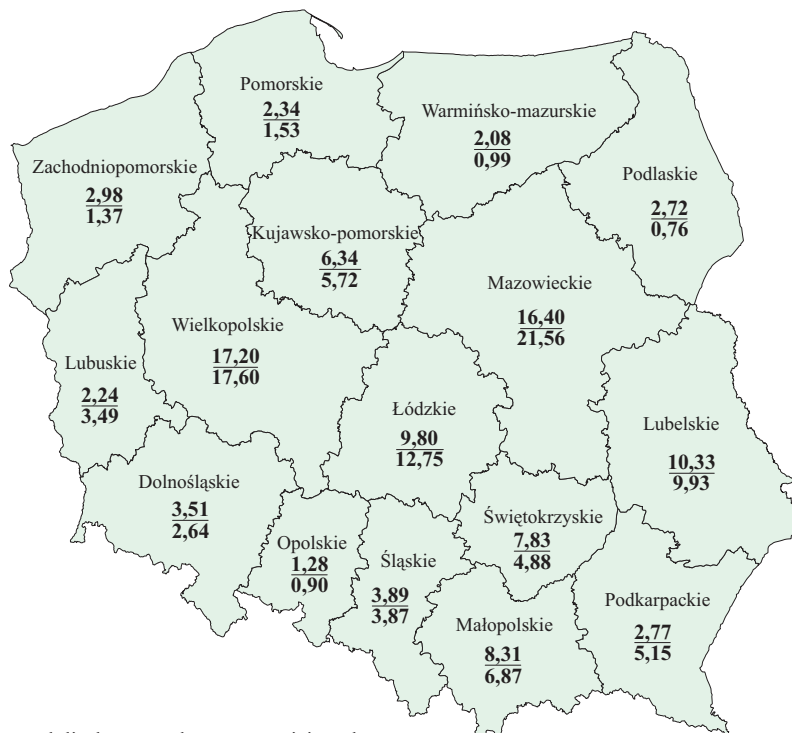 Pomorskie
2,34
1,53
Warmińsko-mazurskie
2,08
0,99
Zachodniopomorskie
2,98
1,37
Podlaskie
2,72
0,76
Kujawsko-pomorskie
6,34
5,72
Mazowieckie
16,40
21,56
Wielkopolskie
17,20
17,60
Lubuskie
2,24
3,49
Łódzkie
9,80
12,75
Lubelskie
10,33
9,93
Dolnośląskie
3,51
2,64
Opolskie
1,28
0,90
Śląskie
3,89
3,87
Świętokrzyskie
7,83
4,88
Małopolskie
8,31
6,87
Podkarpackie
2,77
5,15